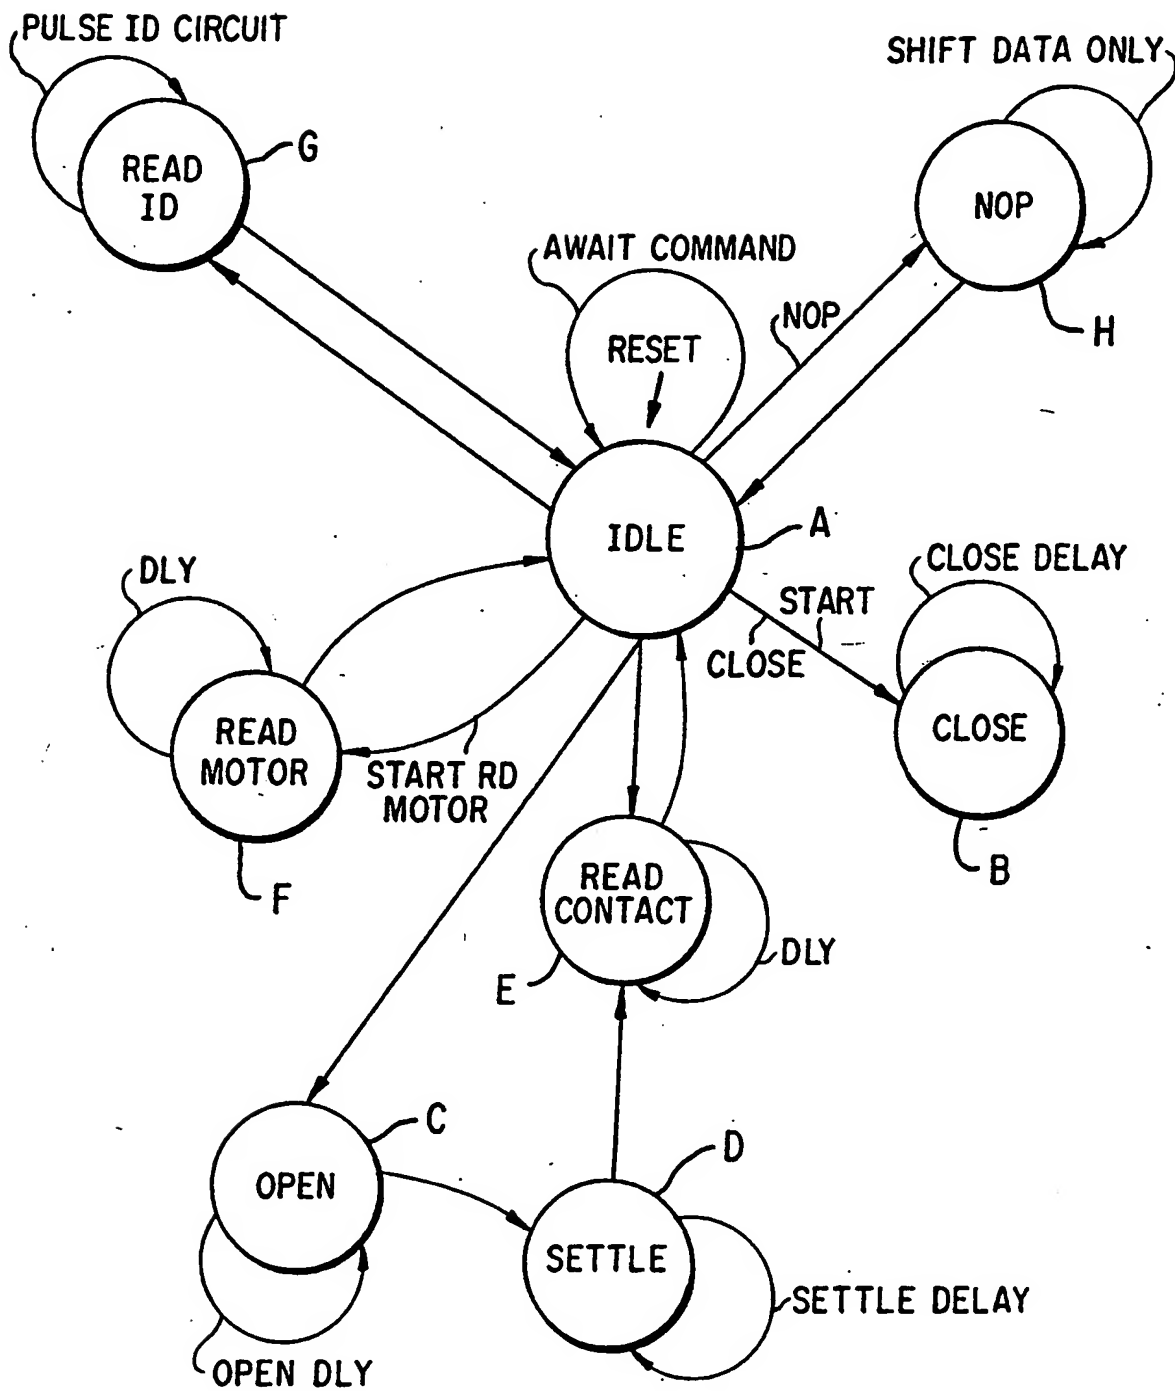 PULSE ID CIRCUIT
SHIFT DATA ONLY
READ
ID
G
NOP
H
AWAIT COMMAND
RESET
NOP
IDLE
A
DLY
CLOSE DELAY
START
CLOSE
READ
MOTOR
START RD
MOTOR
CLOSE
F
B
READ
CONTACT
DLY
E
C
OPEN
D
SETTLE
SETTLE DELAY
OPEN DLY